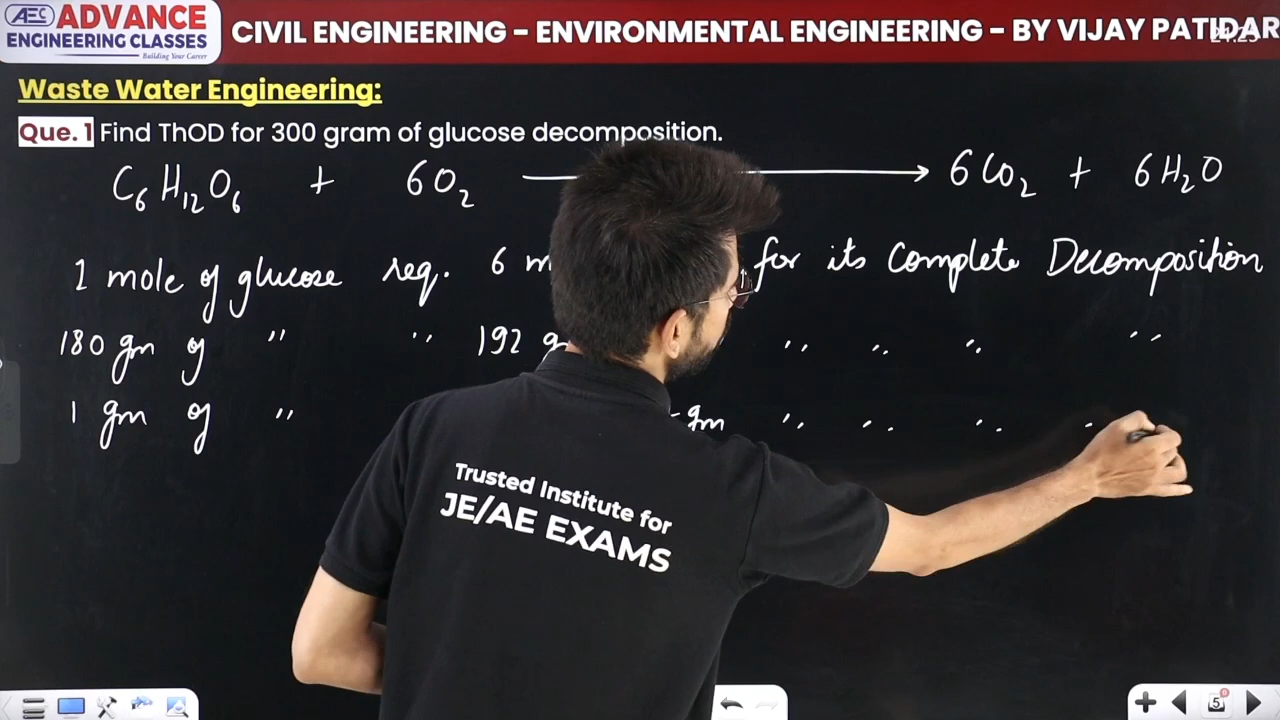 AEC ADVANCE
ENGINEERING CLASSES
Building Your Career
CIVIL ENGINEERING - ENVIRONMENTAL ENGINEERING - BY VIJAY PATIDAR
Waste Water Engineering:
Que. 1 Find ThOD for 300 gram of glucose decomposition.
C₆H₁₂O₆ + 6O₂ → 6CO₂ + 6H₂O
1 mole of glucose req. 6 for its Complete Decomposition
180 gm of " " 192 " " " "
1 gm of " gm " " " "
Trusted Institute for
JE/AE EXAMS
5